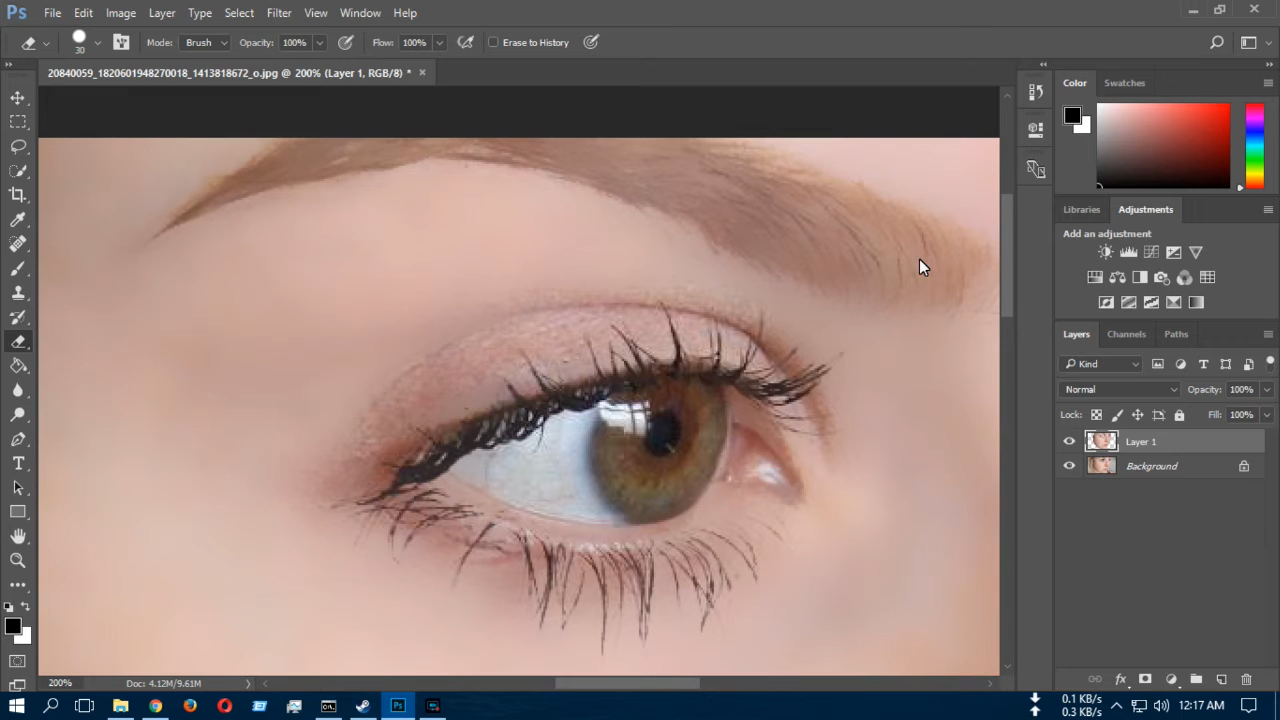 Ps File Edit Image Layer Type Select Filter View Window Help
30 Mode: Brush Opacity: 100% Flow: 100% Erase to History
20840059_1820601948270018_1413818672_o.jpg @ 200% (Layer 1, RGB/8) *
Color Swatches
Libraries Adjustments
Add an adjustment
Layers Channels Paths
Kind
Normal Opacity: 100%
Lock: Fill: 100%
Layer 1
Background
200% Doc: 4.12M/9.61M
0.1 KB/s
0.3 KB/s
12:17 AM